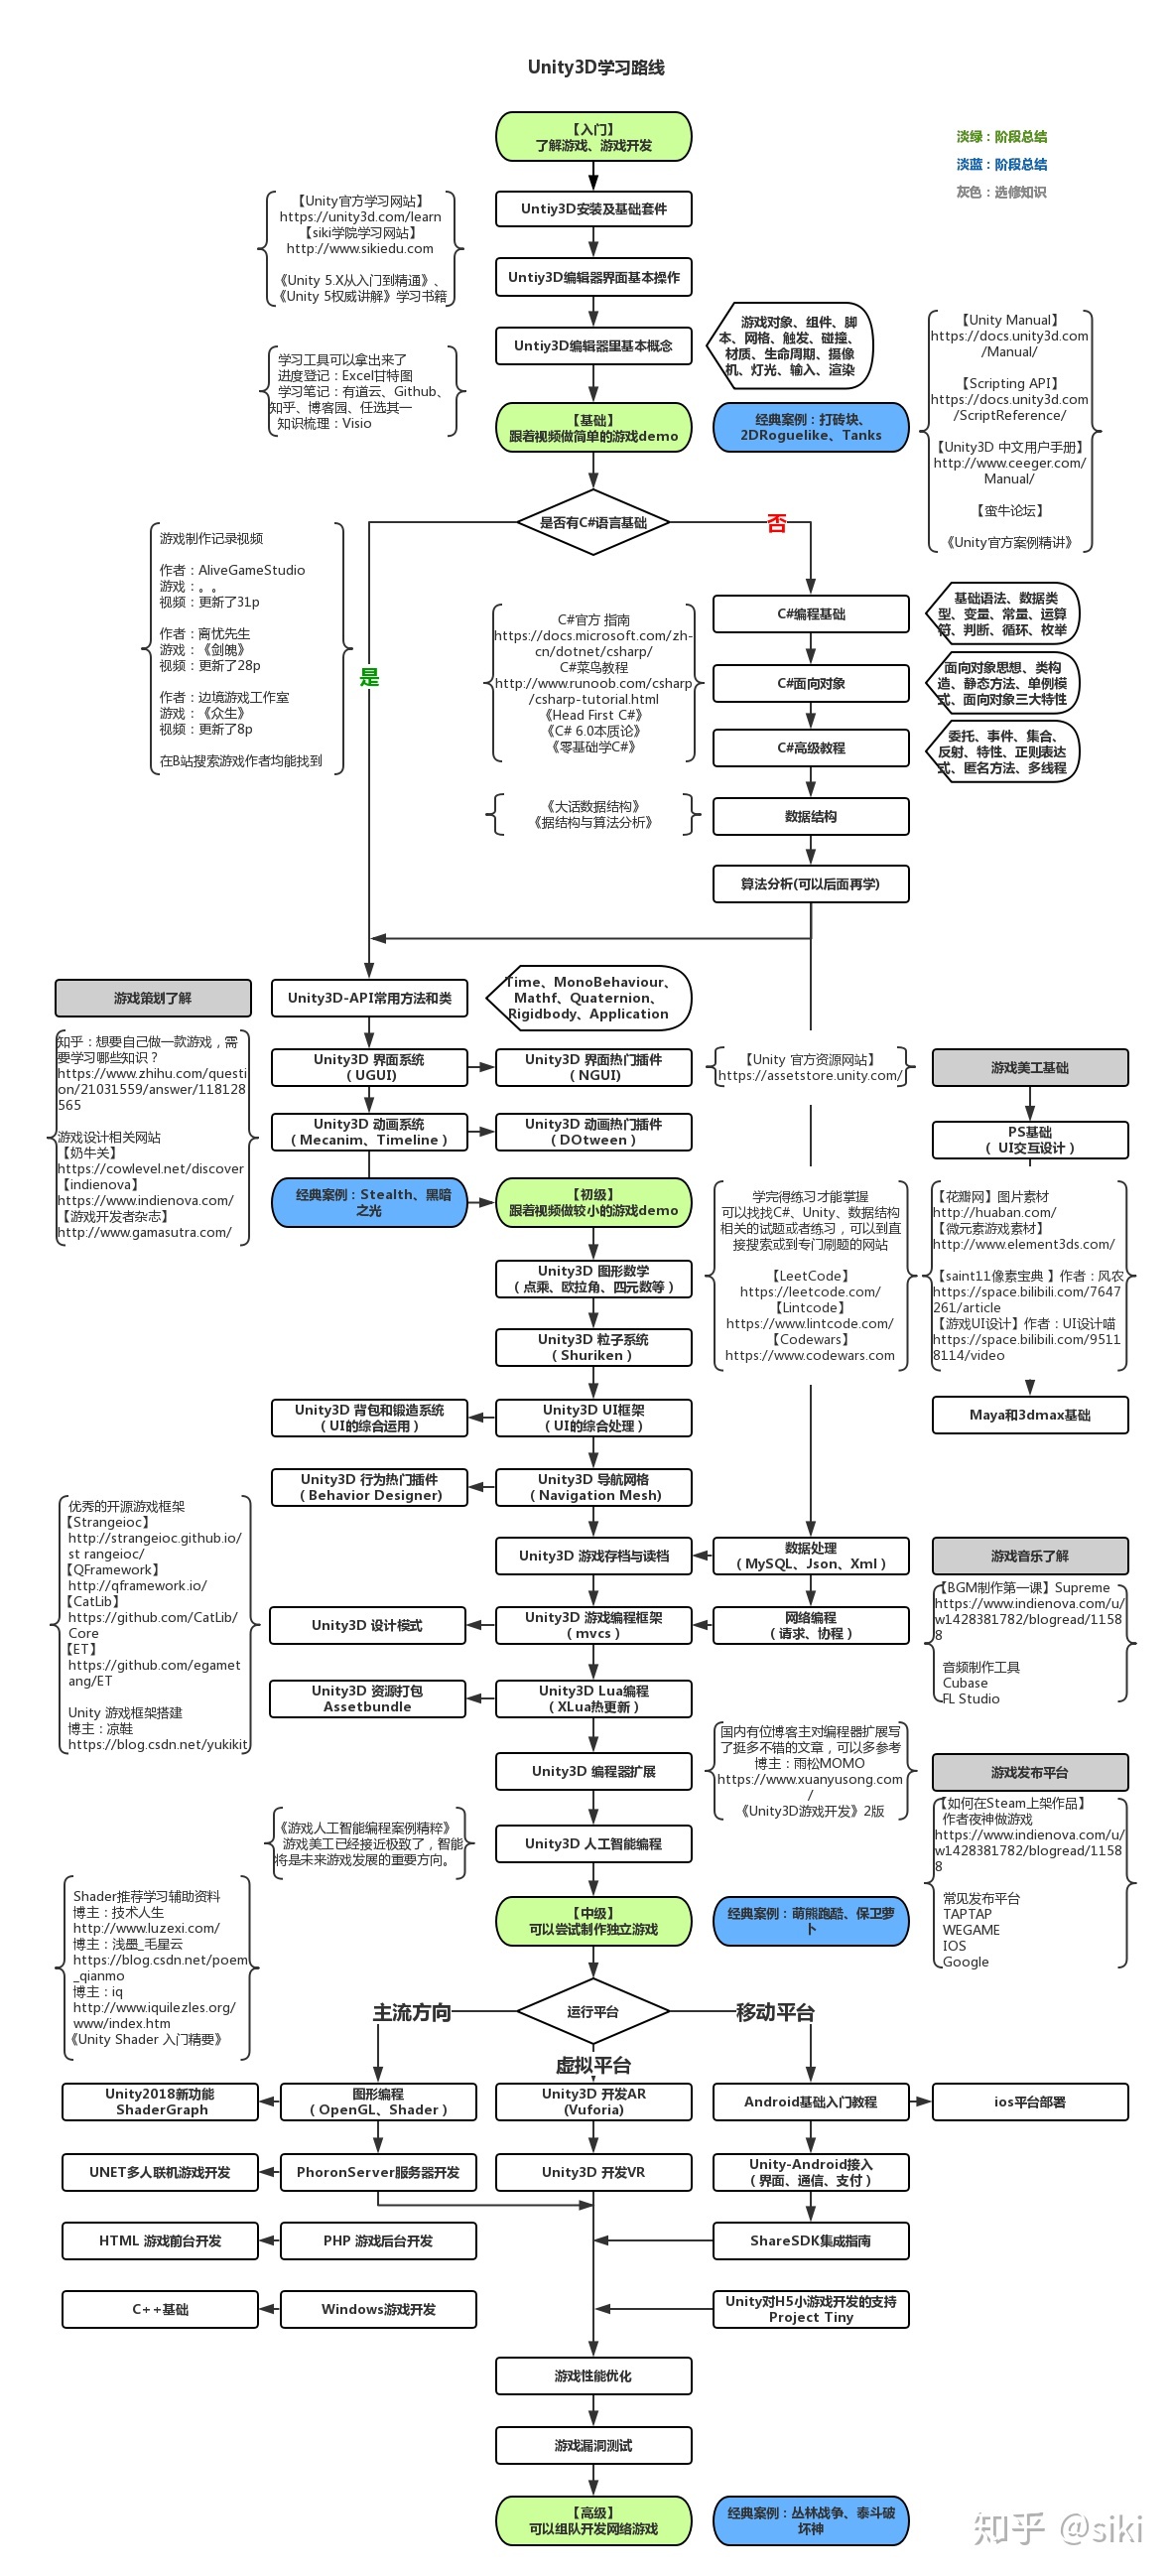 Unity3D学习路线
【入门】
了解游戏、游戏开发
淡绿：阶段总结
淡蓝：阶段总结
灰色：选修知识
Untiy3D安装及基础套件
【Unity官方学习网站】
https://unity3d.com/learn
【siki学院学习网站】
http://www.sikiedu.com
《Unity 5.X从入门到精通》、
《Unity 5权威讲解》学习书籍
Untiy3D编辑器界面基本操作
Untiy3D编辑器里基本概念
游戏对象、组件、脚
本、网格、触发、碰撞、
材质、生命周期、摄像
机、灯光、输入、渲染
学习工具可以拿出来了
进度登记：Excel甘特图
学习笔记：有道云、Github、
知乎、博客园、任选其一
知识梳理：Visio
【基础】
跟着视频做简单的游戏demo
经典案例：打砖块、
2DRoguelike、Tanks
【Unity Manual】
https://docs.unity3d.com
/Manual/
【Scripting API】
https://docs.unity3d.com
/ScriptReference/
【Unity3D 中文用户手册】
http://www.ceeger.com/
Manual/
【蛮牛论坛】
《Unity官方案例精讲》
是否有C#语言基础
否
是
游戏制作记录视频
作者：AliveGameStudio
游戏：。。
视频：更新了31p
作者：离忧先生
游戏：《剑魄》
视频：更新了28p
作者：边境游戏工作室
游戏：《众生》
视频：更新了8p
在B站搜索游戏作者均能找到
C#官方 指南
https://docs.microsoft.com/zh-
cn/dotnet/csharp/
C#菜鸟教程
http://www.runoob.com/csharp
/csharp-tutorial.html
《Head First C#》
《C# 6.0本质论》
《零基础学C#》
C#编程基础
基础语法、数据类
型、变量、常量、运算
符、判断、循环、枚举
C#面向对象
面向对象思想、类构
造、静态方法、单例模
式、面向对象三大特性
C#高级教程
委托、事件、集合、
反射、特性、正则表达
式、匿名方法、多线程
《大话数据结构》
《据结构与算法分析》
数据结构
算法分析(可以后面再学)
游戏策划了解
Unity3D-API常用方法和类
Time、MonoBehaviour、
Mathf、Quaternion、
Rigidbody、Application
知乎：想要自己做一款游戏，需
要学习哪些知识？
https://www.zhihu.com/questi
on/21031559/answer/118128
565
游戏设计相关网站
【奶牛关】
https://cowlevel.net/discover
【indienova】
https://www.indienova.com/
【游戏开发者杂志】
http://www.gamasutra.com/
Unity3D 界面系统
（UGUI)
Unity3D 界面热门插件
（NGUI)
【Unity 官方资源网站】
https://assetstore.unity.com/
游戏美工基础
Unity3D 动画系统
（Mecanim、Timeline）
Unity3D 动画热门插件
（DOtween）
PS基础
（ UI交互设计）
经典案例：Stealth、黑暗
之光
【初级】
跟着视频做较小的游戏demo
学完得练习才能掌握
可以找找C#、Unity、数据结构
相关的试题或者练习，可以到直
接搜索或到专门刷题的网站
【LeetCode】
https://leetcode.com/
【Lintcode】
https://www.lintcode.com/
【Codewars】
https://www.codewars.com
【花瓣网】图片素材
http://huaban.com/
【微元素游戏素材】
http://www.element3ds.com/
【saint11像素宝典 】作者：风农
https://space.bilibili.com/7647
261/article
【游戏UI设计】作者：UI设计喵
https://space.bilibili.com/9511
8114/video
Unity3D 图形数学
（点乘、欧拉角、四元数等）
Unity3D 粒子系统
（Shuriken）
Unity3D 背包和锻造系统
（UI的综合运用）
Unity3D UI框架
（UI的综合处理）
Maya和3dmax基础
Unity3D 行为热门插件
（Behavior Designer)
Unity3D 导航网格
（Navigation Mesh)
优秀的开源游戏框架
【Strangeioc】
http://strangeioc.github.io/
st rangeioc/
【QFramework】
http://qframework.io/
【CatLib】
https://github.com/CatLib/
Core
【ET】
https://github.com/egamet
ang/ET
Unity 游戏框架搭建
博主：凉鞋
https://blog.csdn.net/yukikit
Unity3D 游戏存档与读档
数据处理
（MySQL、Json、Xml）
游戏音乐了解
Unity3D 设计模式
Unity3D 游戏编程框架
（mvcs）
网络编程
（请求、协程）
【BGM制作第一课】Supreme
https://www.indienova.com/u/
w1428381782/blogread/1158
8
音频制作工具
Cubase
FL Studio
Unity3D 资源打包
Assetbundle
Unity3D Lua编程
（XLua热更新）
Unity3D 编程器扩展
国内有位博客主对编程器扩展写
了挺多不错的文章，可以多参考
博主：雨松MOMO
https://www.xuanyusong.com
/
《Unity3D游戏开发》2版
游戏发布平台
《游戏人工智能编程案例精粹》
游戏美工已经接近极致了，智能
将是未来游戏发展的重要方向。
Unity3D 人工智能编程
【如何在Steam上架作品】
作者夜神做游戏
https://www.indienova.com/u/
w1428381782/blogread/1158
8
常见发布平台
TAPTAP
WEGAME
IOS
Google
Shader推荐学习辅助资料
博主：技术人生
http://www.luzexi.com/
博主：浅墨_毛星云
https://blog.csdn.net/poem
_qianmo
博主：iq
http://www.iquilezles.org/
www/index.htm
《Unity Shader 入门精要》
【中级】
可以尝试制作独立游戏
经典案例：萌熊跑酷、保卫萝
卜
主流方向
运行平台
移动平台
虚拟平台
Unity2018新功能
ShaderGraph
图形编程
（OpenGL、Shader）
Unity3D 开发AR
(Vuforia)
Android基础入门教程
ios平台部署
UNET多人联机游戏开发
PhoronServer服务器开发
Unity3D 开发VR
Unity-Android接入
（界面、通信、支付）
HTML 游戏前台开发
PHP 游戏后台开发
ShareSDK集成指南
C++基础
Windows游戏开发
Unity对H5小游戏开发的支持
Project Tiny
游戏性能优化
游戏漏洞测试
【高级】
可以组队开发网络游戏
经典案例：丛林战争、泰斗破
坏神
知乎 @siki